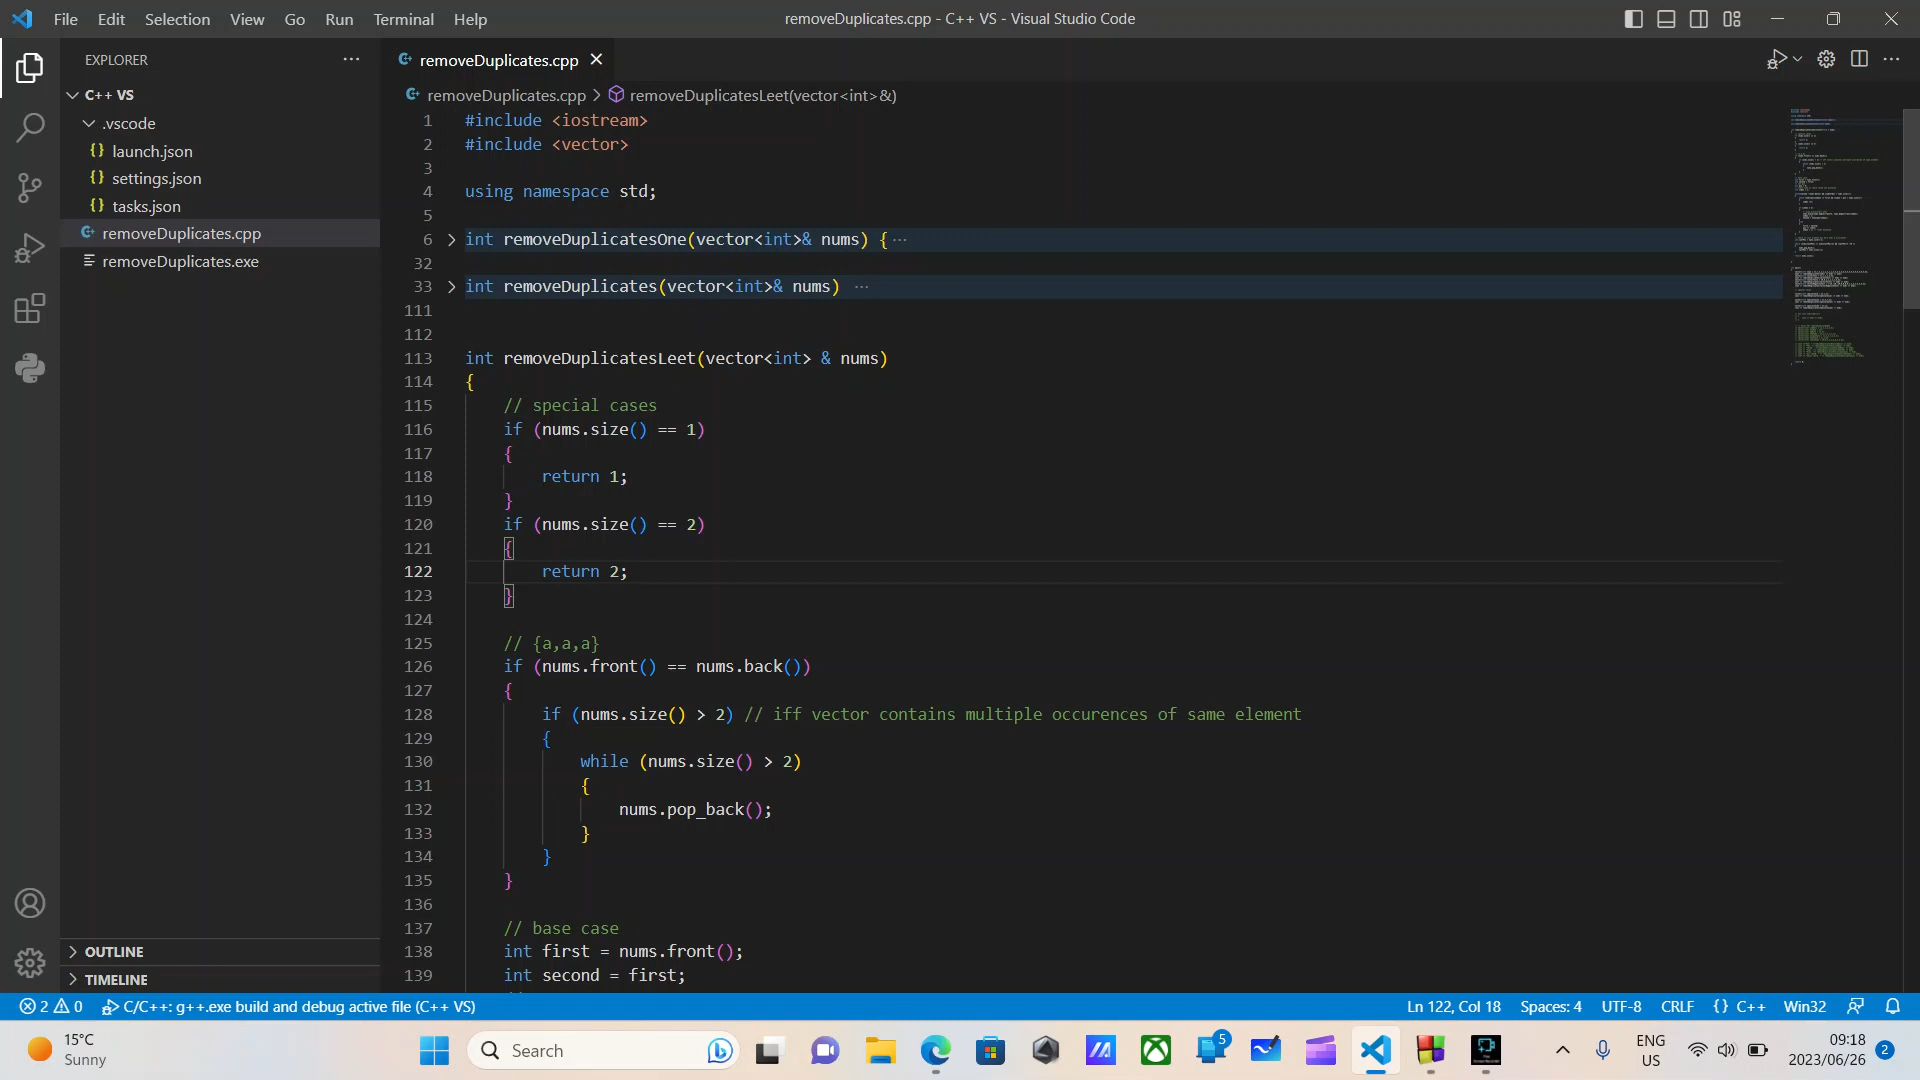 File Edit Selection View Go Run Terminal Help
removeDuplicates.cpp - C++ VS - Visual Studio Code
EXPLORER
C++ VS
.vscode
launch.json
settings.json
tasks.json
removeDuplicates.cpp
removeDuplicates.exe
OUTLINE
TIMELINE
removeDuplicates.cpp
removeDuplicates.cpp > removeDuplicatesLeet(vector<int>&)
1 #include <iostream>
2 #include <vector>
3
4 using namespace std;
5
6 int removeDuplicatesOne(vector<int>& nums) { ···
32
33 int removeDuplicates(vector<int>& nums) ···
111
112
113 int removeDuplicatesLeet(vector<int> & nums)
114 {
115 // special cases
116 if (nums.size() == 1)
117 {
118 return 1;
119 }
120 if (nums.size() == 2)
121 {
122 return 2;
123 }
124
125 // {a,a,a}
126 if (nums.front() == nums.back())
127 {
128 if (nums.size() > 2) // iff vector contains multiple occurences of same element
129 {
130 while (nums.size() > 2)
131 {
132 nums.pop_back();
133 }
134 }
135 }
136
137 // base case
138 int first = nums.front();
139 int second = first;
2 0 C/C++: g++.exe build and debug active file (C++ VS)
Ln 122, Col 18 Spaces: 4 UTF-8 CRLF {} C++ Win32
15°C
Sunny
Search
5
ENG
US
09:18
2023/06/26
2